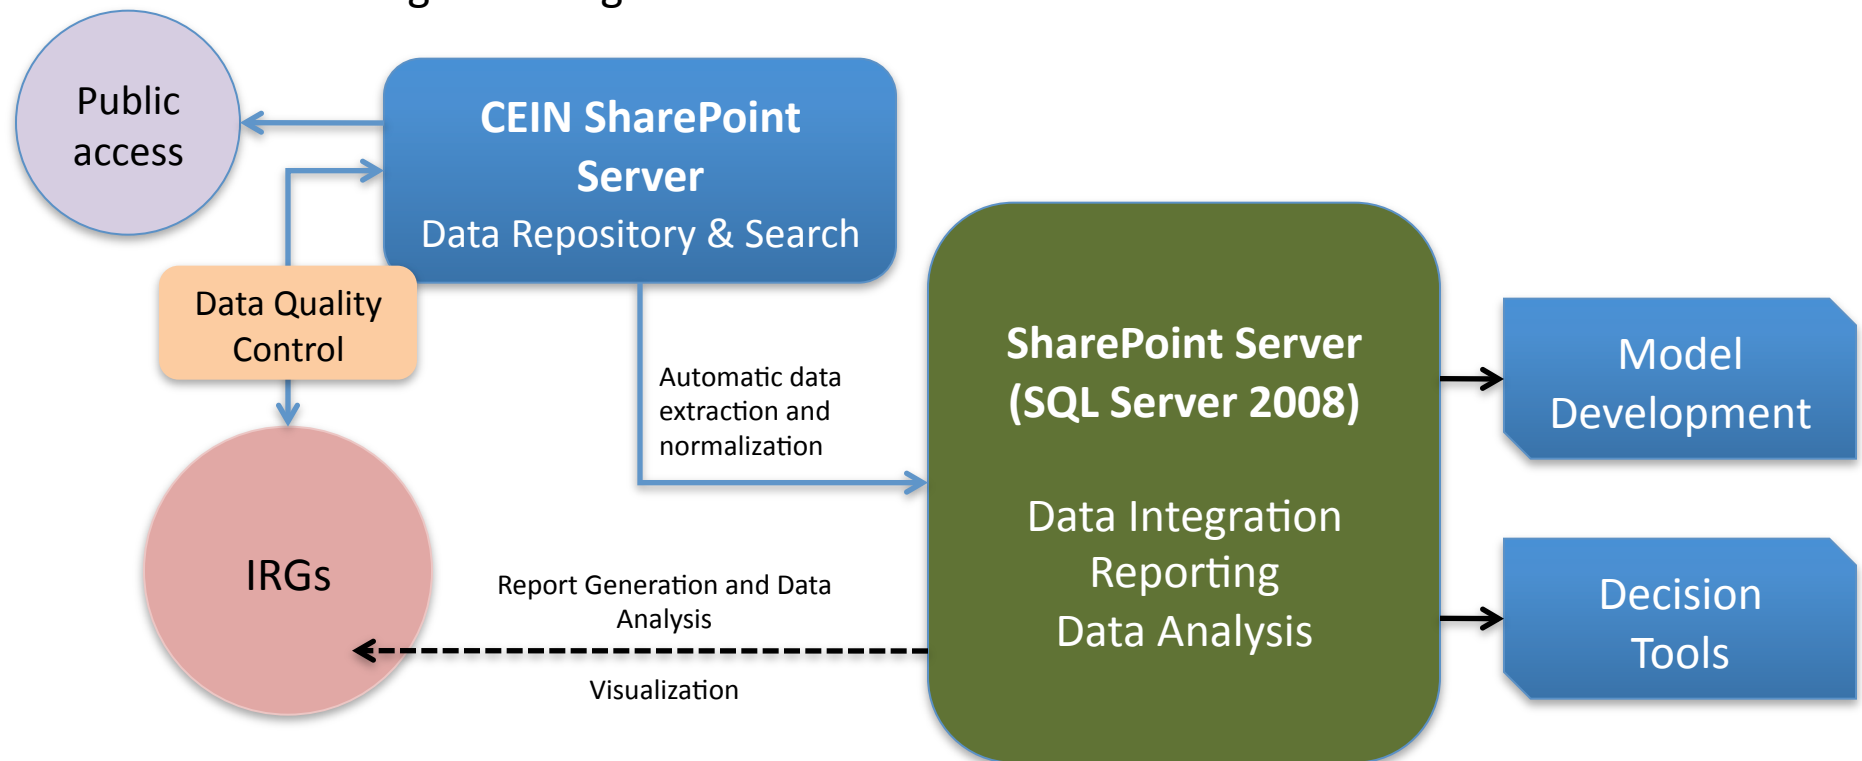 Public
access
CEIN SharePoint
Server
Data Repository & Search
Data Quality
Control
Automatic data
extraction and
normalization
IRGs
Report Generation and Data
Analysis
Visualization
SharePoint Server
(SQL Server 2008)
Data Integration
Reporting
Data Analysis
Model
Development
Decision
Tools